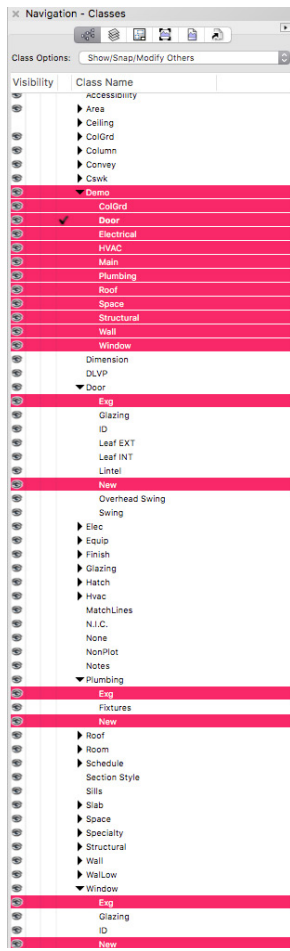 Navigation - Classes
Class Options: Show/Snap/Modify Others
Visibility Class Name
Accessibility
Area
Ceiling
ColGrd
Column
Convey
Cswk
Demo
ColGrd
Door
Electrical
HVAC
Main
Plumbing
Roof
Space
Structural
Wall
Window
Dimension
DLVP
Door
Exg
Glazing
ID
Leaf EXT
Leaf INT
Lintel
New
Overhead Swing
Swing
Elec
Equip
Finish
Glazing
Hatch
Hvac
MatchLines
N.I.C.
None
NonPlot
Notes
Plumbing
Exg
Fixtures
New
Roof
Room
Schedule
Section Style
Sills
Slab
Space
Specialty
Structural
Wall
WalLow
Window
Exg
Glazing
ID
New